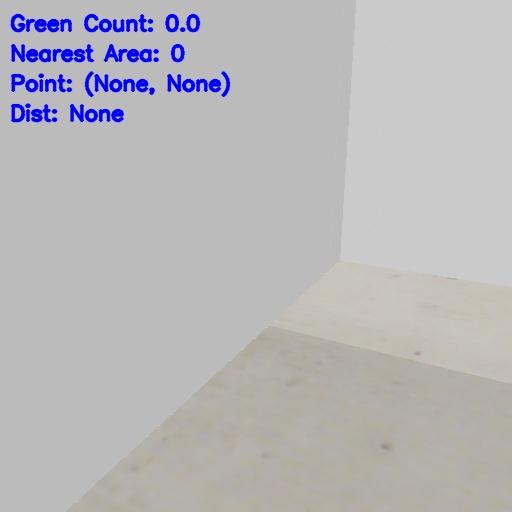 Green Count: 0.0
Nearest Area: 0
Point: (None, None)
Dist: None